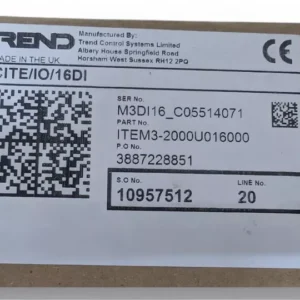 TREND
Manufactured By:
Trend Control Systems Limited
Albery House Springfield Road
Horsham West Sussex RH12 2PQ
CITE/IO/16DI
MADE IN THE UK
SER No.
M3DI16_C05514071
PART No.
ITEM3-2000U016000
P.O No.
3887228851
S.O No.
10957512
LINE No.
20